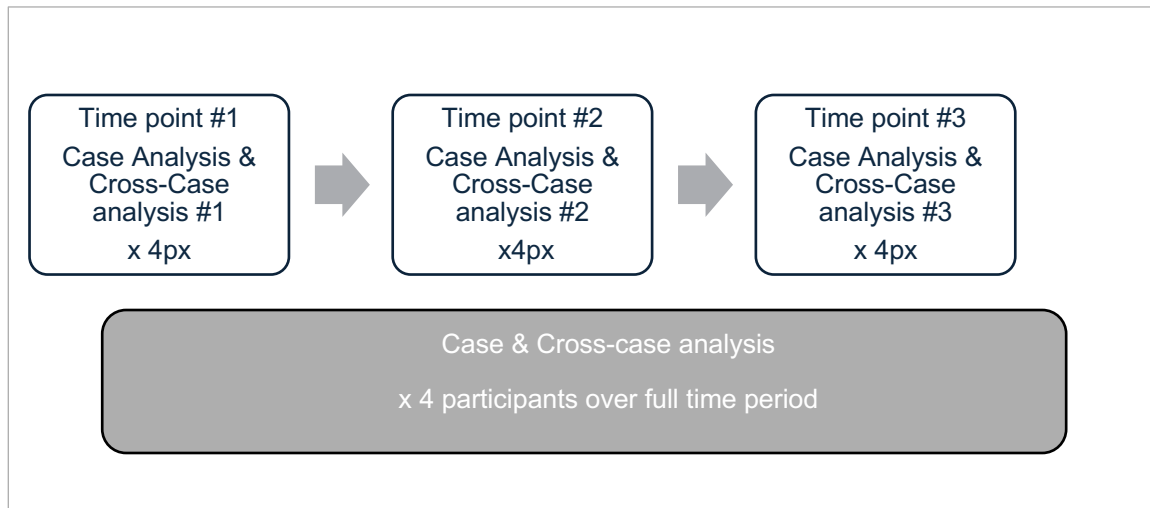 Time point #1
Case Analysis &
Cross-Case
analysis #1
x 4px
Time point #2
Case Analysis &
Cross-Case
analysis #2
x4px
Time point #3
Case Analysis &
Cross-Case
analysis #3
x 4px
Case & Cross-case analysis
x 4 participants over full time period